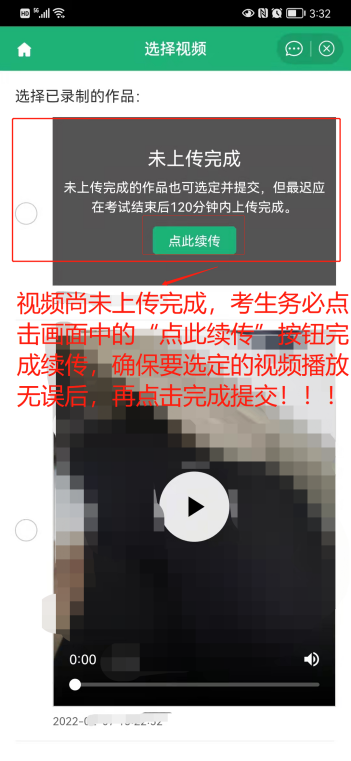 HD 5G 3:32
选择视频
选择已录制的作品：
未上传完成
未上传完成的作品也可选定并提交，但最迟应
在考试结束后120分钟内上传完成。
点此续传
视频尚未上传完成，考生务必点
击画面中的“点此续传”按钮完
成续传，确保要选定的视频播放
无误后，再点击完成提交！！！
0:00
2022-